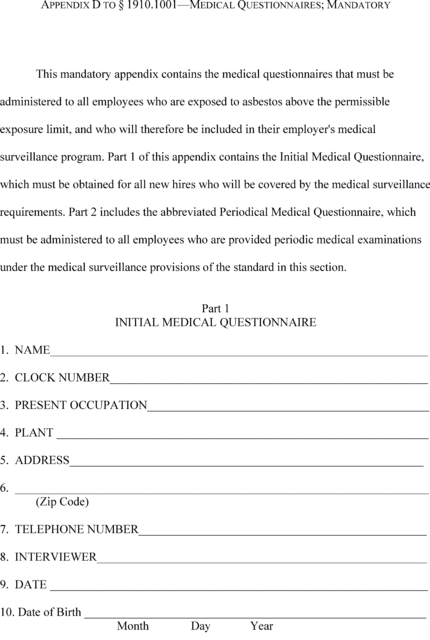 APPENDIX D TO § 1910.1001—MEDICAL QUESTIONNAIRES; MANDATORY
This mandatory appendix contains the medical questionnaires that must be
administered to all employees who are exposed to asbestos above the permissible
exposure limit, and who will therefore be included in their employer's medical
surveillance program. Part 1 of this appendix contains the Initial Medical Questionnaire,
which must be obtained for all new hires who will be covered by the medical surveillance
requirements. Part 2 includes the abbreviated Periodical Medical Questionnaire, which
must be administered to all employees who are provided periodic medical examinations
under the medical surveillance provisions of the standard in this section.
Part 1
INITIAL MEDICAL QUESTIONNAIRE
1. NAME
2. CLOCK NUMBER
3. PRESENT OCCUPATION
4. PLANT
5. ADDRESS
6.
(Zip Code)
7. TELEPHONE NUMBER
8. INTERVIEWER
9. DATE
10. Date of Birth
Month Day Year